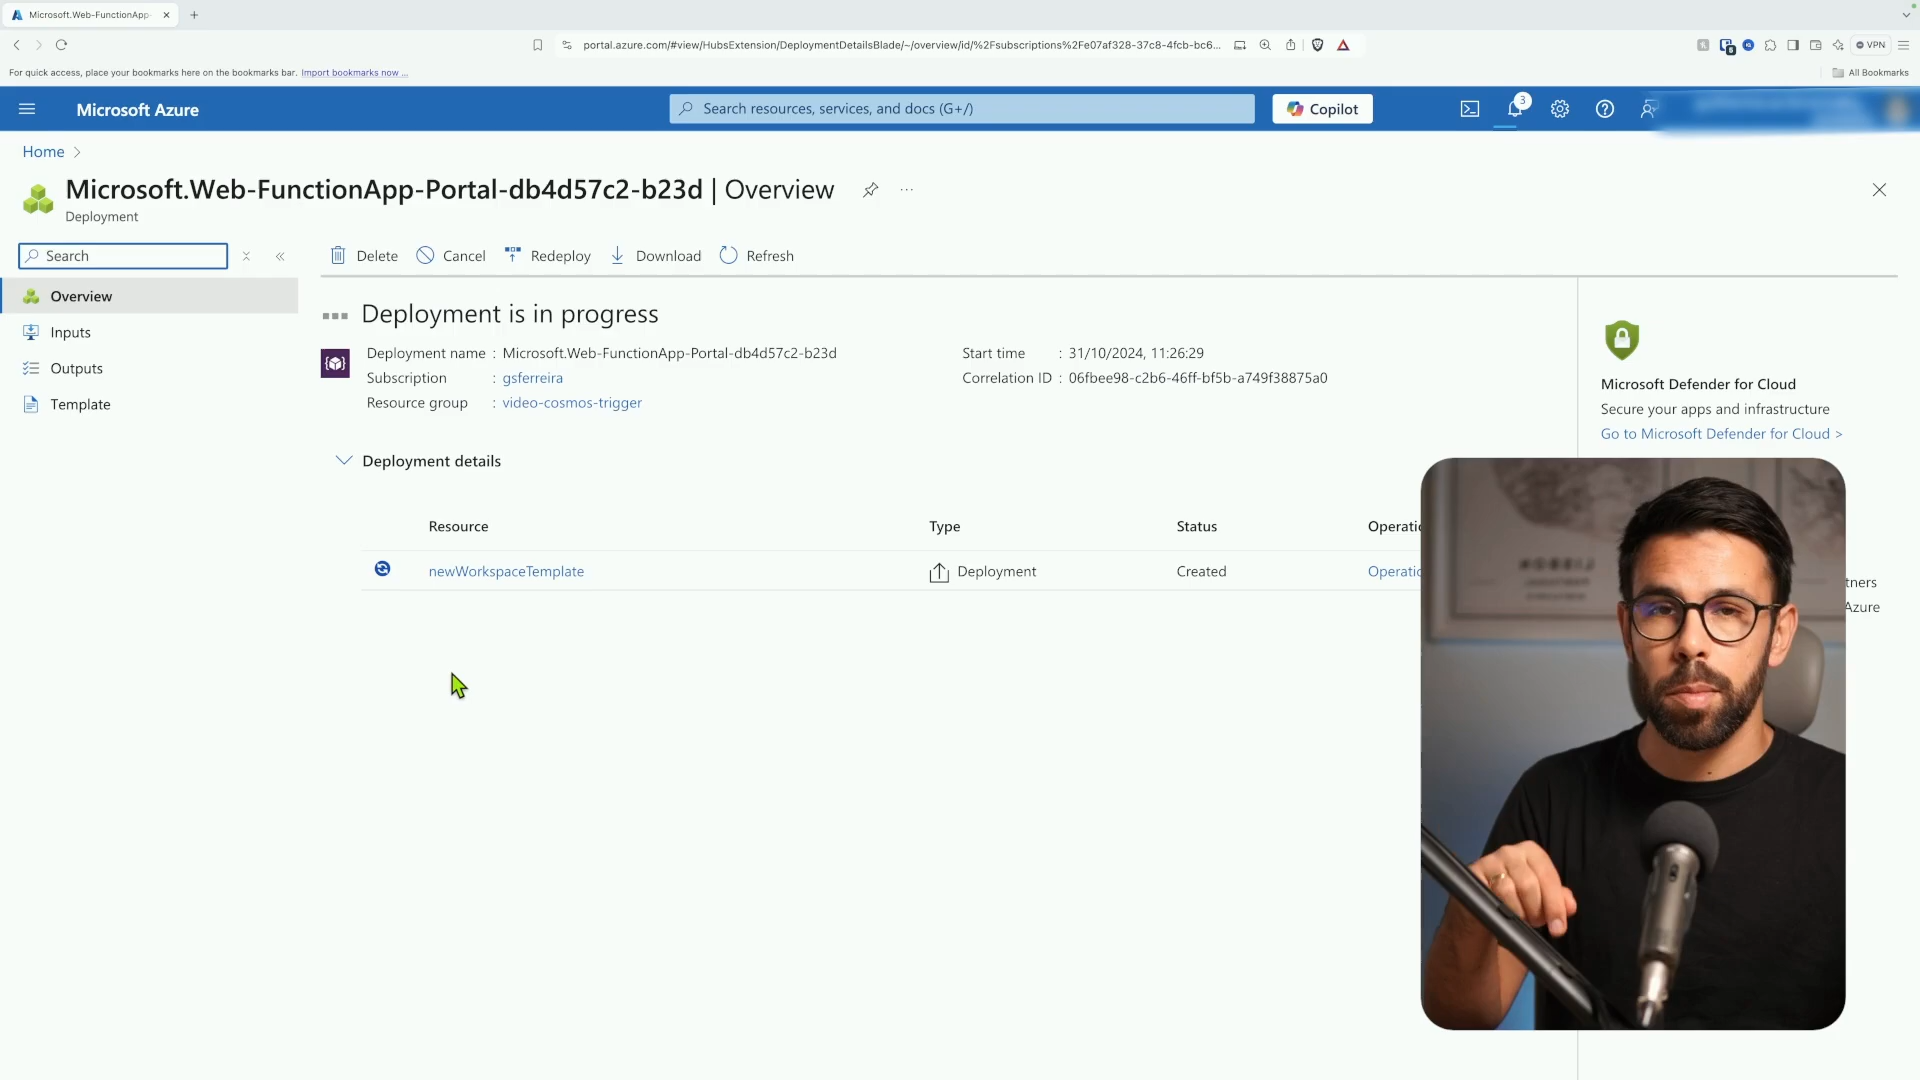 Microsoft.Web-FunctionApp-
portal.azure.com/#view/HubsExtension/DeploymentDetailsBlade/~/overview/id/%2Fsubscriptions%2Fe07af328-37c8-4fcb-bc6...
VPN
For quick access, place your bookmarks here on the bookmarks bar. Import bookmarks now ...
All Bookmarks
Microsoft Azure
Search resources, services, and docs (G+/)
Copilot
3
Home
Microsoft.Web-FunctionApp-Portal-db4d57c2-b23d | Overview
Deployment
Search
Delete
Cancel
Redeploy
Download
Refresh
Overview
Inputs
Outputs
Template
Deployment is in progress
Deployment name : Microsoft.Web-FunctionApp-Portal-db4d57c2-b23d
Subscription : gsferreira
Resource group : video-cosmos-trigger
Start time : 31/10/2024, 11:26:29
Correlation ID : 06fbee98-c2b6-46ff-bf5b-a749f38875a0
Deployment details
Resource Type Status Operatio
newWorkspaceTemplate Deployment Created Operatio
Microsoft Defender for Cloud
Secure your apps and infrastructure
Go to Microsoft Defender for Cloud >
tners
Azure